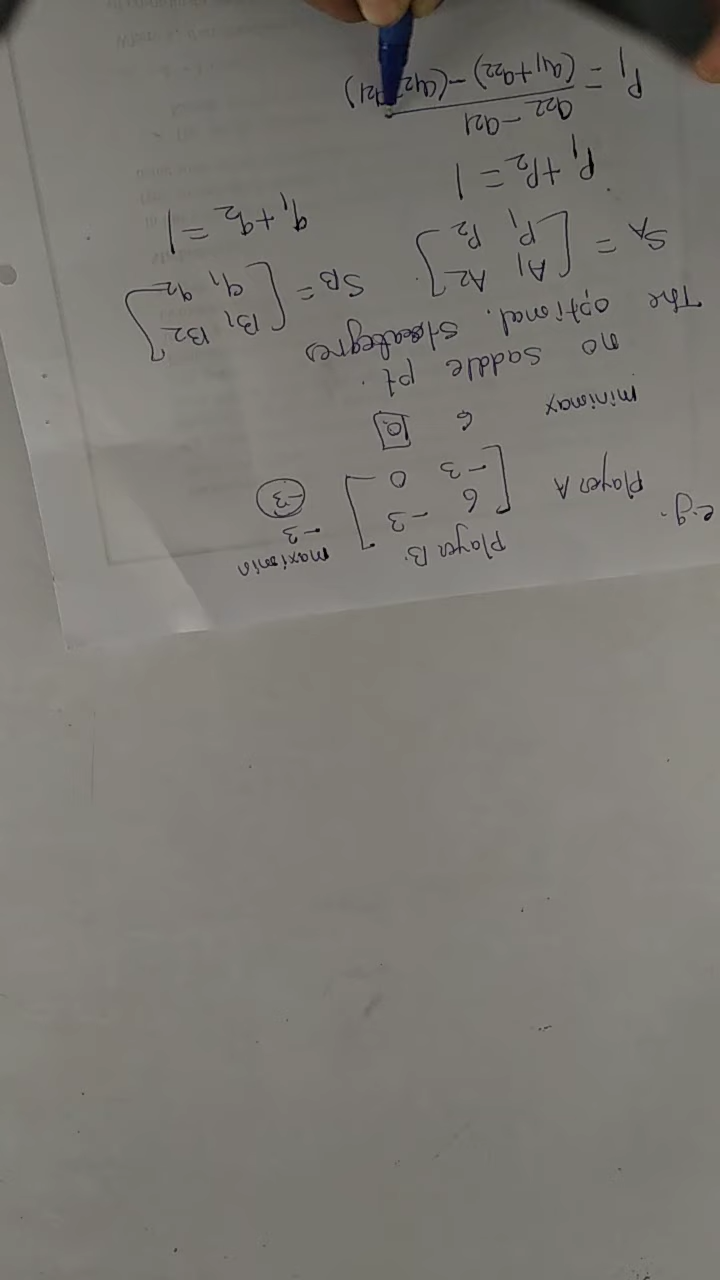 Player B. maximin
e.g. Player A [ 6 -3 ] -3
[ -3 0 ] (-3)
minimax 6 0
no saddle pt.
The optional. strategies
SA = [ A1 A2 ] SB = [ B1 B2 ]
[ P1 P2 ] [ q1 q2 ]
P1 + P2 = 1 q1 + q2 = 1
P1 = a22 - a21
(a11 + a22) - (a12 + a21)